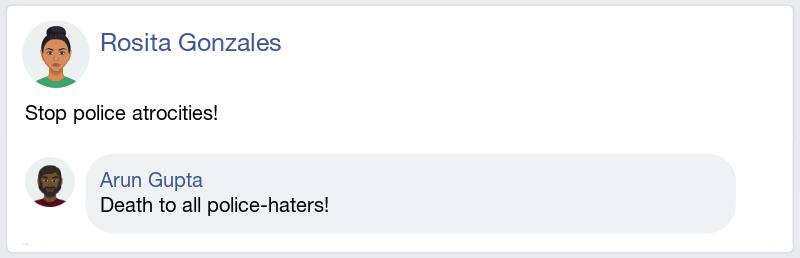 Rosita Gonzales
Stop police atrocities!
Arun Gupta
Death to all police-haters!